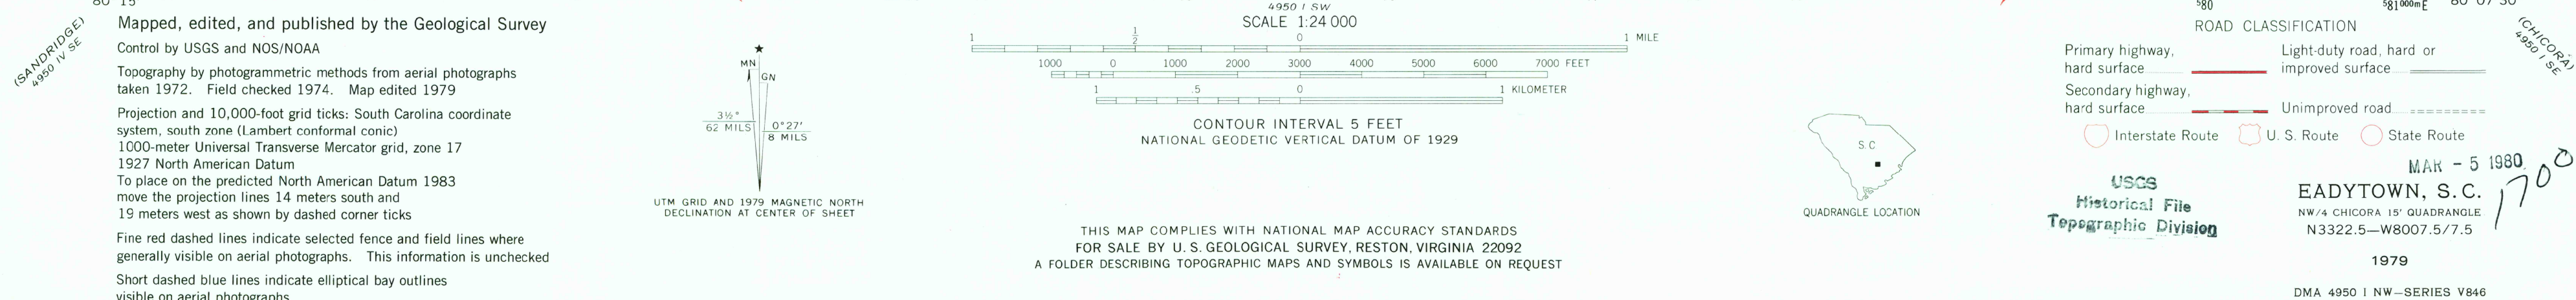 80° 15'
(SANDRIDGE)
4950 IV SE
Mapped, edited, and published by the Geological Survey
Control by USGS and NOS/NOAA
Topography by photogrammetric methods from aerial photographs
taken 1972. Field checked 1974. Map edited 1979
Projection and 10,000-foot grid ticks: South Carolina coordinate
system, south zone (Lambert conformal conic)
1000-meter Universal Transverse Mercator grid, zone 17
1927 North American Datum
To place on the predicted North American Datum 1983
move the projection lines 14 meters south and
19 meters west as shown by dashed corner ticks
Fine red dashed lines indicate selected fence and field lines where
generally visible on aerial photographs. This information is unchecked
Short dashed blue lines indicate elliptical bay outlines
visible on aerial photographs
★
MN
GN
3½°
62 MILS
0°27'
8 MILS
UTM GRID AND 1979 MAGNETIC NORTH
DECLINATION AT CENTER OF SHEET
4950 I SW
SCALE 1:24 000
1 ½ 0 1 MILE
1000 0 1000 2000 3000 4000 5000 6000 7000 FEET
1 .5 0 1 KILOMETER
CONTOUR INTERVAL 5 FEET
NATIONAL GEODETIC VERTICAL DATUM OF 1929
THIS MAP COMPLIES WITH NATIONAL MAP ACCURACY STANDARDS
FOR SALE BY U. S. GEOLOGICAL SURVEY, RESTON, VIRGINIA 22092
A FOLDER DESCRIBING TOPOGRAPHIC MAPS AND SYMBOLS IS AVAILABLE ON REQUEST
S. C
QUADRANGLE LOCATION
580 581000mE 80°07'30"
ROAD CLASSIFICATION
Primary highway,
hard surface
Light-duty road, hard or
improved surface
Secondary highway,
hard surface
Unimproved road
Interstate Route U. S. Route State Route
(CHICORA)
4950 I SE
USGS
Historical File
Topographic Division
MAR - 5 1980
1700
EADYTOWN, S. C.
NW/4 CHICORA 15' QUADRANGLE
N3322.5—W8007.5/7.5
1979
DMA 4950 I NW—SERIES V846